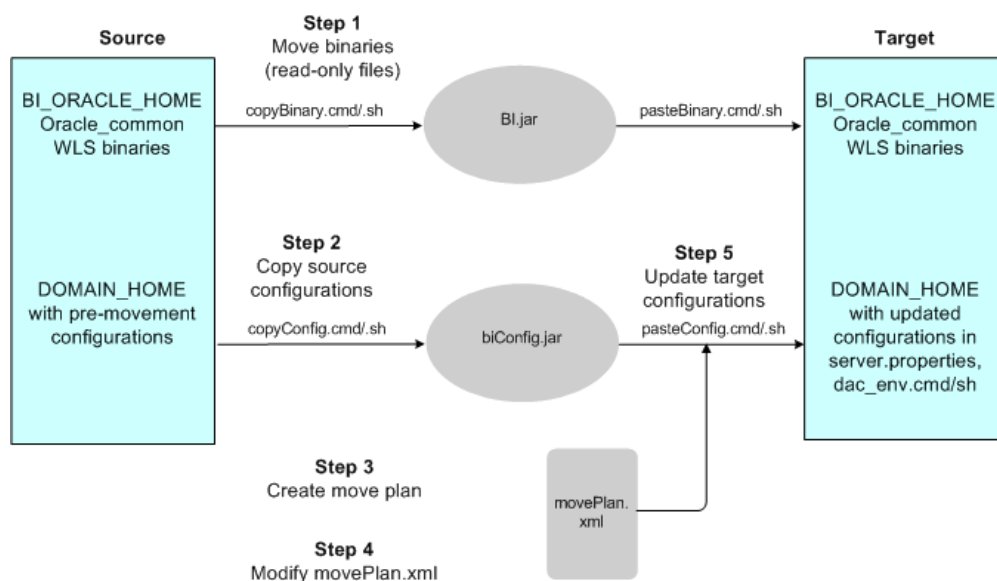 Source
Step 1
Move binaries
(read-only files)
Target
BI_ORACLE_HOME
Oracle_common
WLS binaries
copyBinary.cmd/.sh
BI.jar
pasteBinary.cmd/.sh
BI_ORACLE_HOME
Oracle_common
WLS binaries
Step 2
Copy source
configurations
Step 5
Update target
configurations
DOMAIN_HOME
with pre-movement
configurations
copyConfig.cmd/.sh
biConfig.jar
pasteConfig.cmd/.sh
DOMAIN_HOME
with updated
configurations in
server.properties,
dac_env.cmd/sh
Step 3
Create move plan
movePlan.
xml
Step 4
Modify movePlan.xml